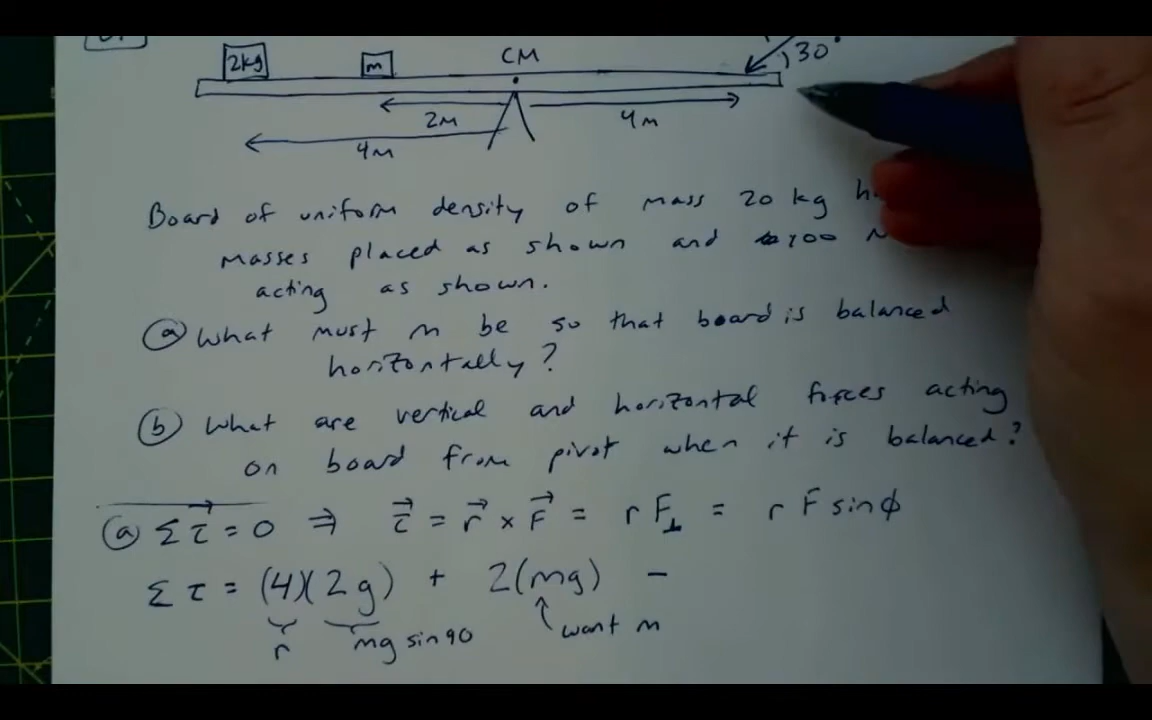 2kg
m
CM
30°
2m
4m
4m
Board of uniform density of mass 20 kg
masses placed as shown and 100 N
acting as shown.
(a) What must m be so that board is balanced
horizontally?
(b) What are vertical and horizontal forces acting
on board from pivot when it is balanced?
(a) Στ⃗ = 0 ⇒ τ⃗ = r⃗ × F⃗ = r F⊥ = r F sinϕ
Στ = (4)(2g) + 2(mg) −
r mg sin90 want m